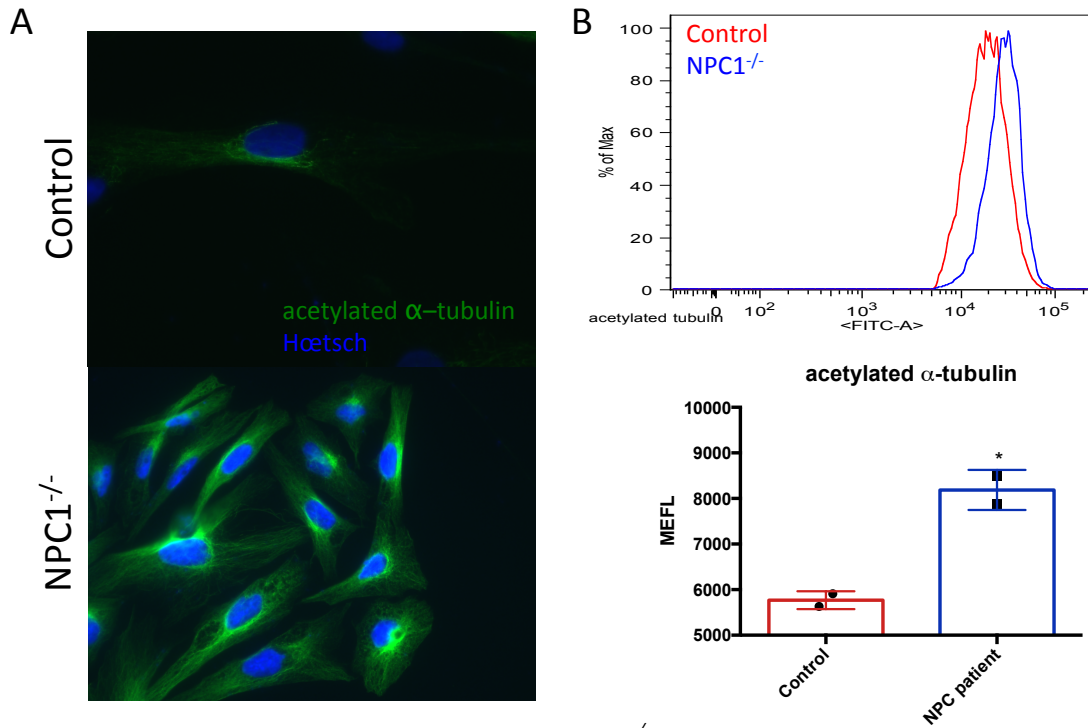 A
Control
acetylated α–tubulin
Hœtsch
NPC1-/-
B
Control
NPC1-/-
% of Max
100
80
60
40
20
0
0 10² 10³ 10⁴ 10⁵
acetylated tubulin
<FITC-A>
acetylated α-tubulin
MEFL
10000
9000
8000
7000
6000
5000
*
Control
NPC patient